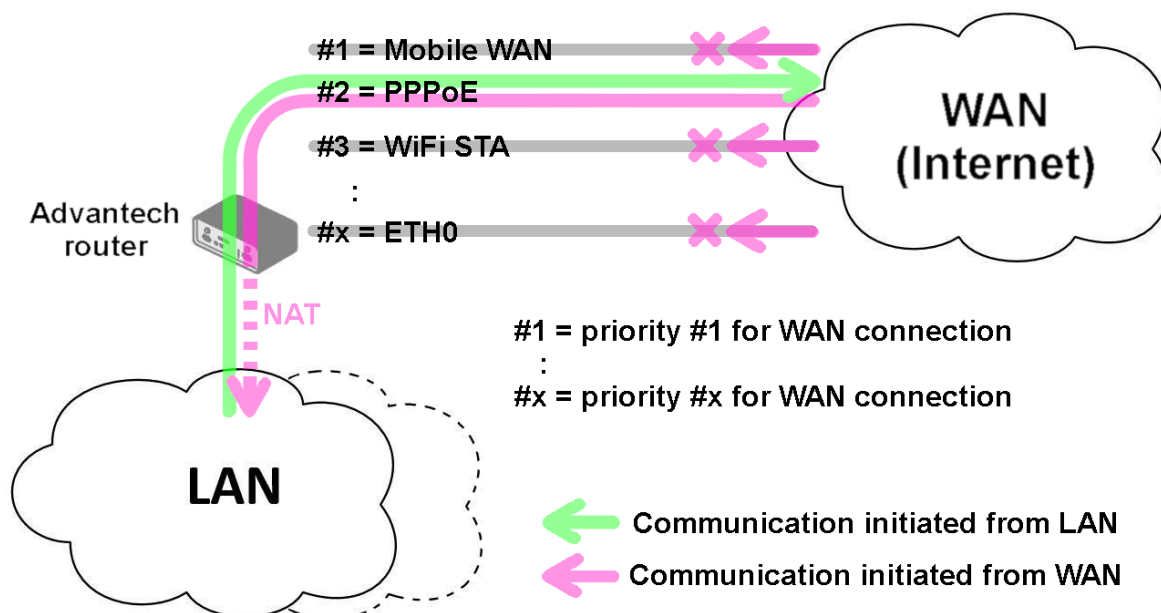 #1 = Mobile WAN
#2 = PPPoE
#3 = WiFi STA
:
#x = ETH0
WAN
(Internet)
Advantech
router
NAT
#1 = priority #1 for WAN connection
:
#x = priority #x for WAN connection
LAN
Communication initiated from LAN
Communication initiated from WAN